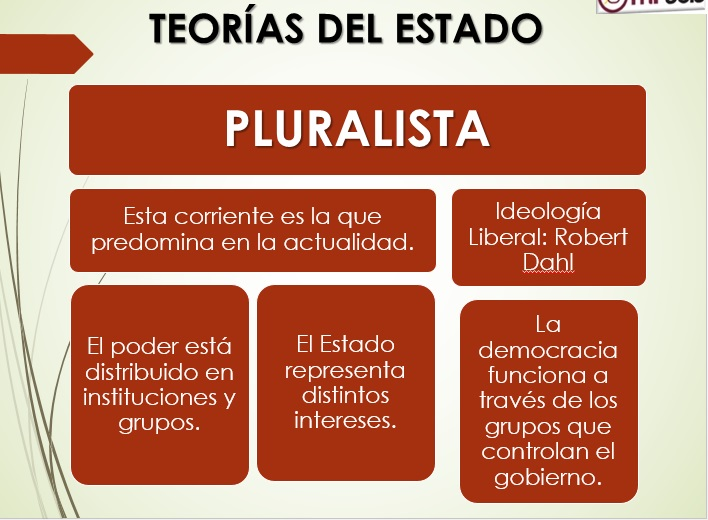 TEORÍAS DEL ESTADO
PLURALISTA
Esta corriente es la que
predomina en la actualidad.
Ideología
Liberal: Robert
Dahl
El poder está
distribuido en
instituciones y
grupos.
El Estado
representa
distintos
intereses.
La
democracia
funciona a
través de los
grupos que
controlan el
gobierno.